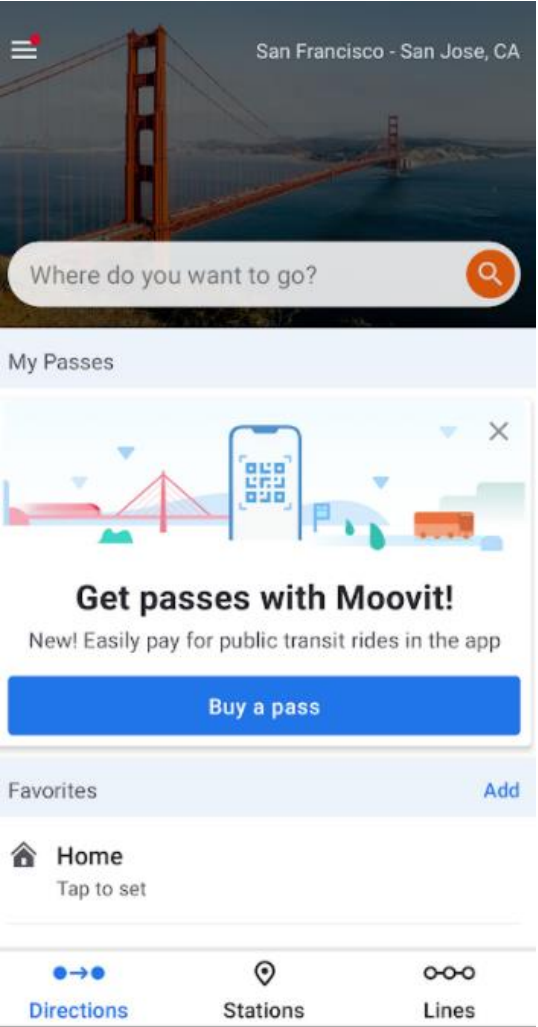 San Francisco - San Jose, CA
Where do you want to go?
My Passes
Get passes with Moovit!
New! Easily pay for public transit rides in the app
Buy a pass
Favorites
Add
Home
Tap to set
Directions
Stations
Lines